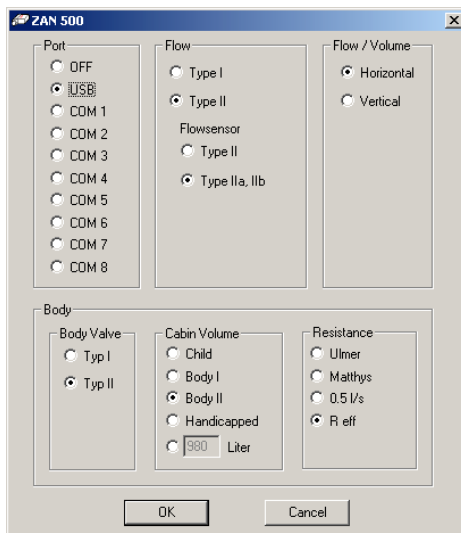 ZAN 500
Port
OFF
USB
COM 1
COM 2
COM 3
COM 4
COM 5
COM 6
COM 7
COM 8
Flow
Type I
Type II
Flowsensor
Type II
Type IIa, IIb
Flow / Volume
Horizontal
Vertical
Body
Body Valve
Typ I
Typ II
Cabin Volume
Child
Body I
Body II
Handicapped
980 Liter
Resistance
Ulmer
Matthys
0.5 l/s
R eff
OK
Cancel